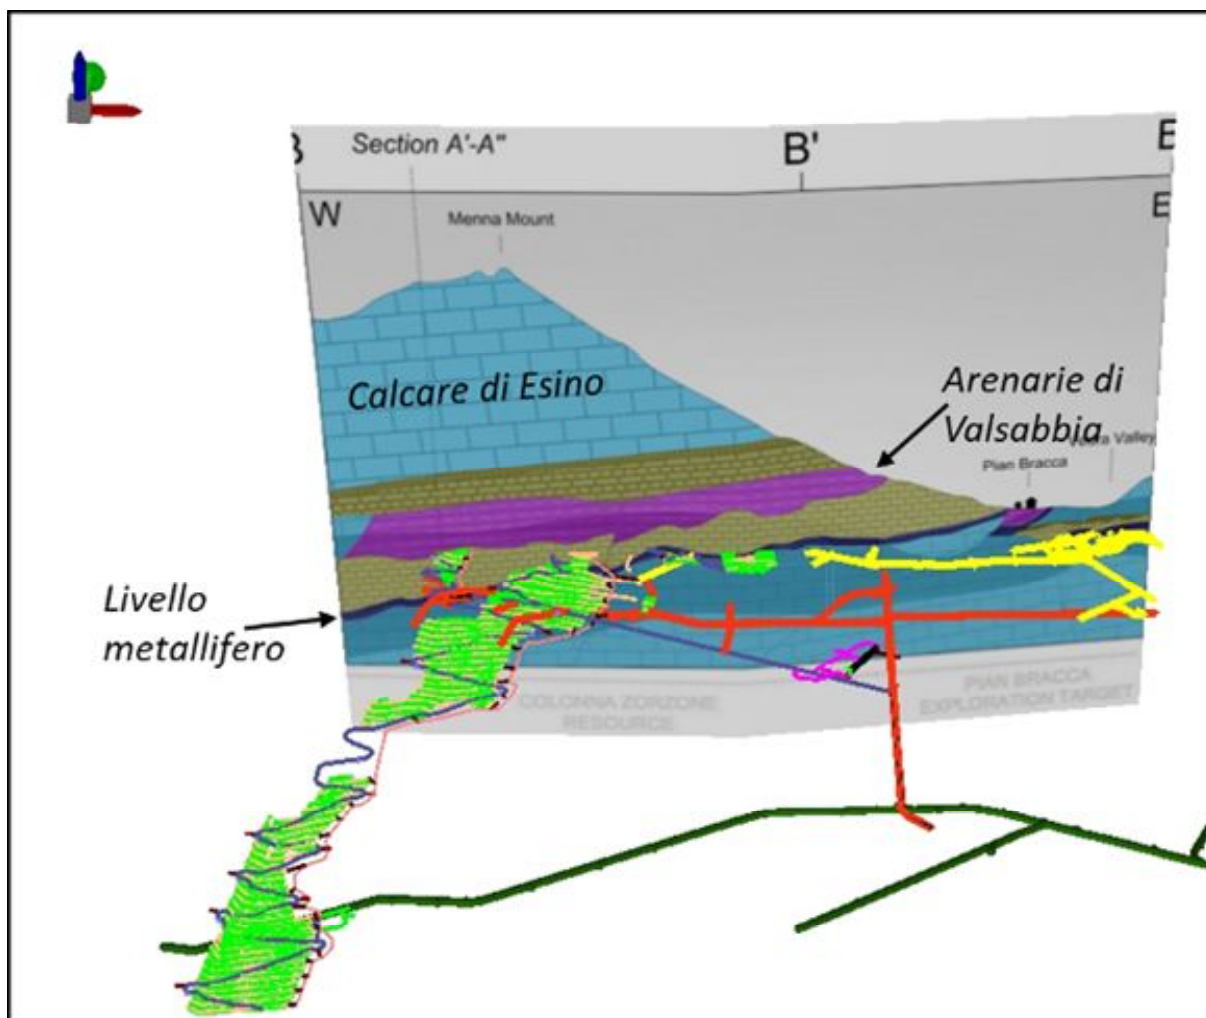 Section A'-A"
B'
W
E
Menna Mount
Calcare di Esino
Arenarie di
Valsabbia
Valley
Pian Bracca
Livello
metallifero
COLONNA ZORZONE
RESOURCE
PIAN BRACCA
EXPLORATION TARGET